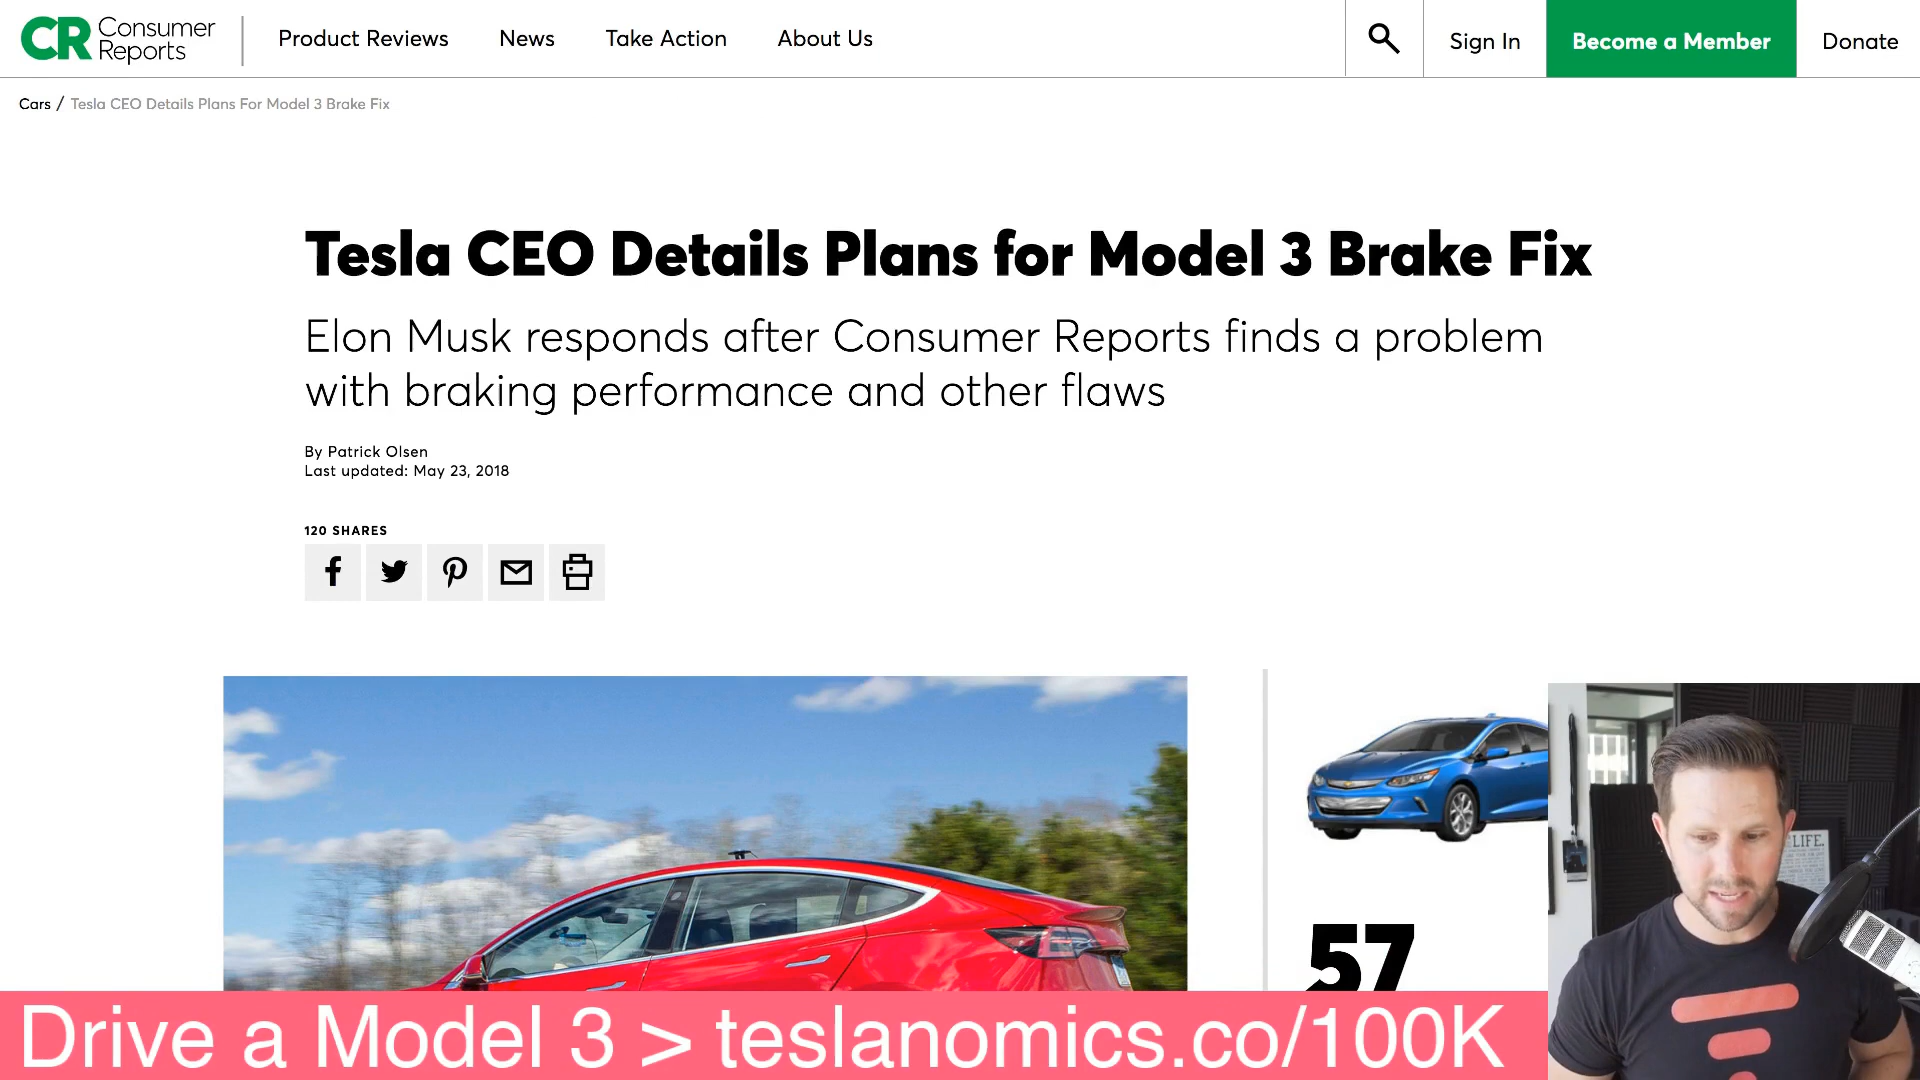 CR Consumer Reports
Product Reviews
News
Take Action
About Us
Sign In
Become a Member
Donate
Cars / Tesla CEO Details Plans For Model 3 Brake Fix
Tesla CEO Details Plans for Model 3 Brake Fix
Elon Musk responds after Consumer Reports finds a problem
with braking performance and other flaws
By Patrick Olsen
Last updated: May 23, 2018
120 SHARES
57
LIFE.
Drive a Model 3 > teslanomics.co/100K